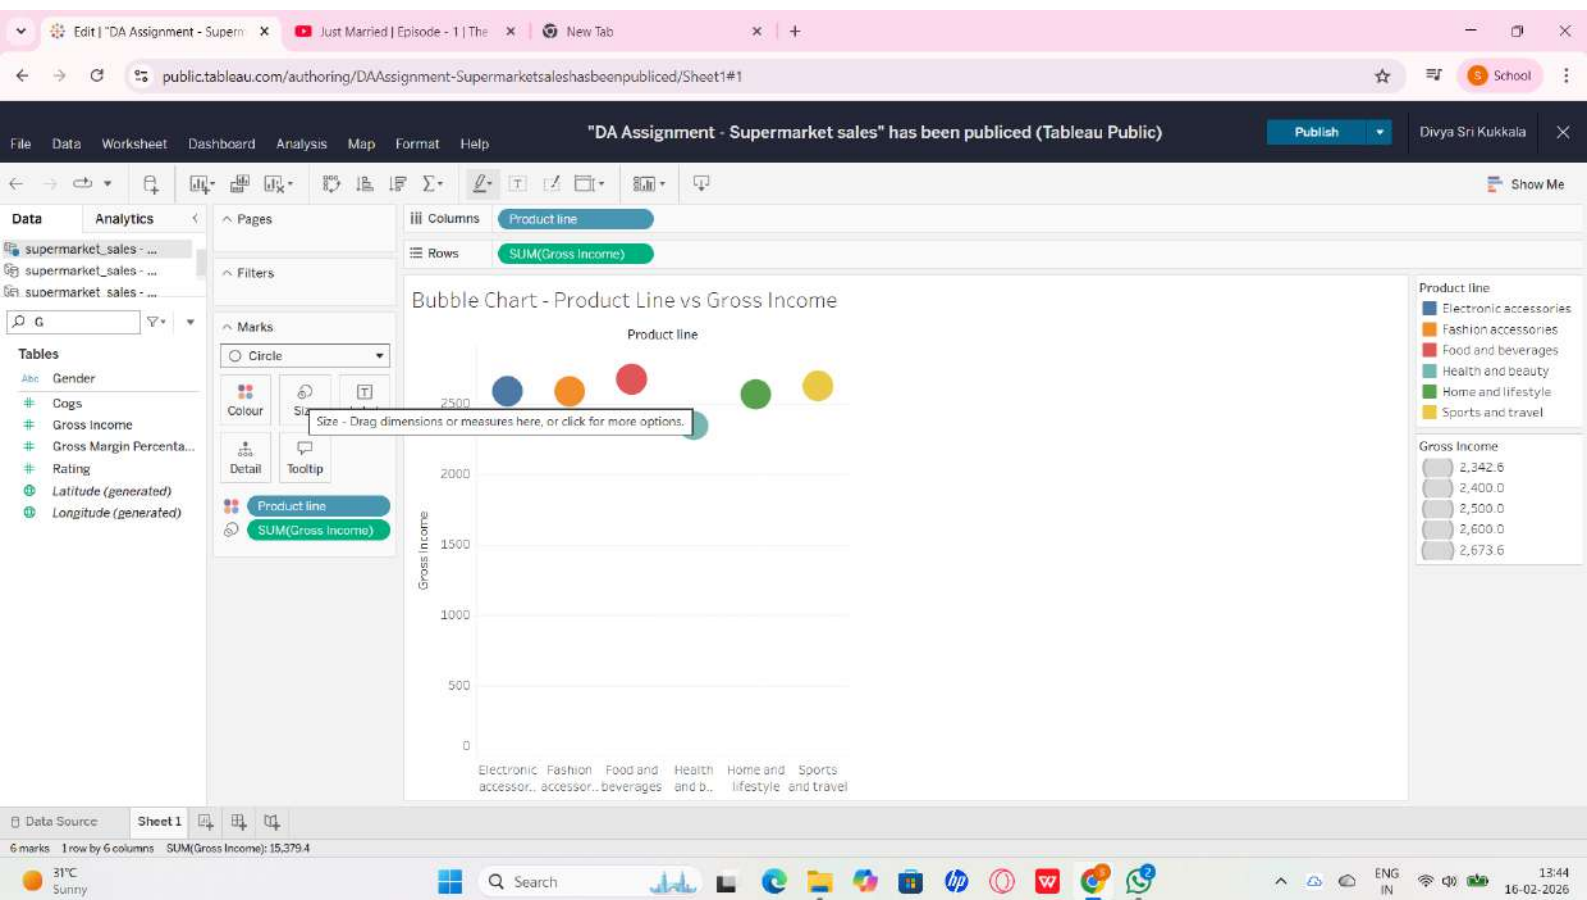 Edit | "DA Assignment - Superm
Just Married | Episode - 1 | The
New Tab
public.tableau.com/authoring/DAAssignment-Supermarketsaleshasbeenpubliced/Sheet1#1
S School
File Data Worksheet Dashboard Analysis Map Format Help
"DA Assignment - Supermarket sales" has been publiced (Tableau Public)
Publish
Divya Sri Kukkala
Show Me
Data Analytics
supermarket_sales - ...
supermarket_sales - ...
supermarket_sales - ...
G
Tables
Abc Gender
# Cogs
# Gross Income
# Gross Margin Percenta...
# Rating
Latitude (generated)
Longitude (generated)
Pages
Filters
Marks
Circle
Colour
Detail Tooltip
Product line
SUM(Gross Income)
Columns Product line
Rows SUM(Gross Income)
Bubble Chart - Product Line vs Gross Income
Product line
Size - Drag dimensions or measures here, or click for more options.
Gross Income
2500
2000
1500
1000
500
0
Electronic accessor..
Fashion accessor..
Food and beverages
Health and b..
Home and lifestyle
Sports and travel
Product line
Electronic accessories
Fashion accessories
Food and beverages
Health and beauty
Home and lifestyle
Sports and travel
Gross Income
2,342.6
2,400.0
2,500.0
2,600.0
2,673.6
Data Source Sheet 1
6 marks 1 row by 6 columns SUM(Gross Income): 15,379.4
31°C
Sunny
Search
hp
W
2
ENG
IN
13:44
16-02-2026